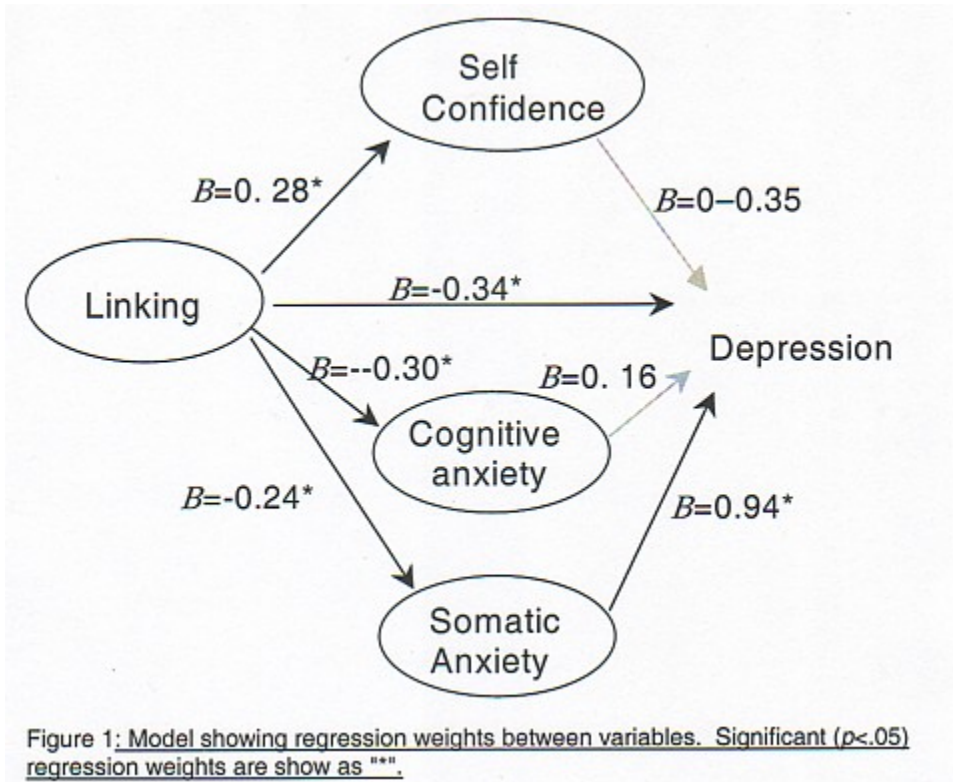 Self
Confidence
B=0. 28*
B=0–0.35
Linking
B=-0.34*
Depression
B=--0.30*
B=0. 16
Cognitive
anxiety
B=-0.24*
B=0.94*
Somatic
Anxiety
Figure 1: Model showing regression weights between variables.  Significant (p<.05)
regression weights are show as "*".